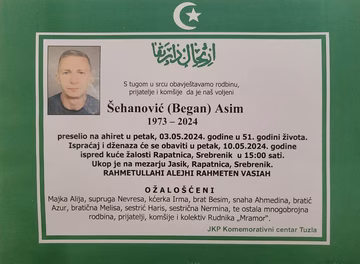 S tugom u srcu obavještavamo rodbinu,
prijatelje i komšije da je naš voljeni
Šehanović (Began) Asim
1973 – 2024
preselio na ahiret u petak, 03.05.2024. godine u 51. godini života.
Ispraćaj i dženaza će se obaviti u petak, 10.05.2024. godine
ispred kuće žalosti Rapatnica, Srebrenik u 15:00 sati.
Ukop je na mezarju Jasik, Rapatnica, Srebrenik.
RAHMETULLAHI ALEJHI RAHMETEN VASIAH
OŽALOŠĆENI
Majka Alija, supruga Nevresa, kćerka Irma, brat Besim, snaha Ahmedina, bratić
Azur, bratična Melisa, sestrić Haris, sestrična Nermina, te ostala mnogobrojna
rodbina, prijatelji, komšije i kolektiv Rudnika „Mramor“.
JKP Komemorativni centar Tuzla